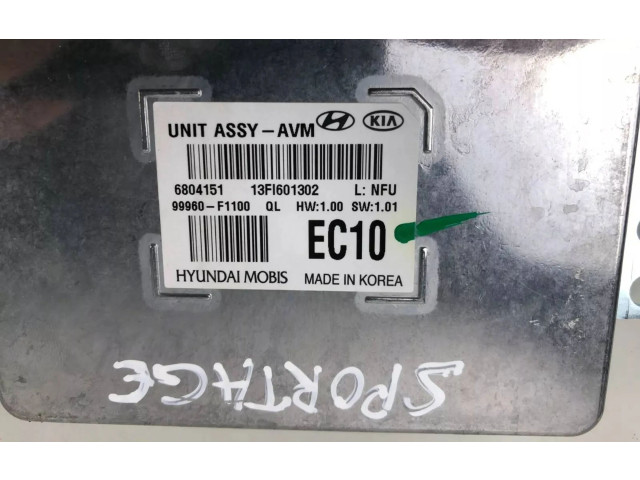 UNIT ASSY-AVM KIA
6804151 13FI601302 L: NFU
99960-F1100 QL HW:1.00 SW:1.01
EC10
HYUNDAI MOBIS MADE IN KOREA
SPORTAGE